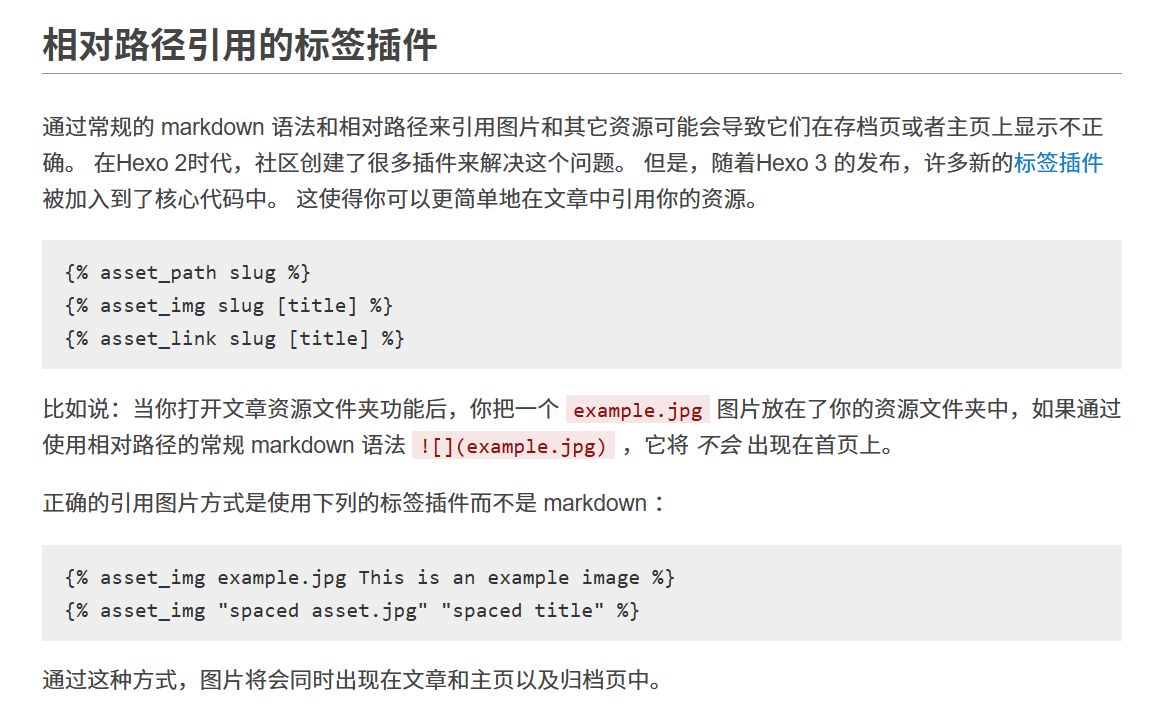 相对路径引用的标签插件
通过常规的 markdown 语法和相对路径来引用图片和其它资源可能会导致它们在存档页或者主页上显示不正
确。 在Hexo 2时代，社区创建了很多插件来解决这个问题。 但是，随着Hexo 3 的发布，许多新的标签插件
被加入到了核心代码中。 这使得你可以更简单地在文章中引用你的资源。
{% asset_path slug %}
{% asset_img slug [title] %}
{% asset_link slug [title] %}
比如说：当你打开文章资源文件夹功能后，你把一个 example.jpg 图片放在了你的资源文件夹中，如果通过
使用相对路径的常规 markdown 语法 ![](example.jpg) ，它将 不会 出现在首页上。
正确的引用图片方式是使用下列的标签插件而不是 markdown ：
{% asset_img example.jpg This is an example image %}
{% asset_img "spaced asset.jpg" "spaced title" %}
通过这种方式，图片将会同时出现在文章和主页以及归档页中。